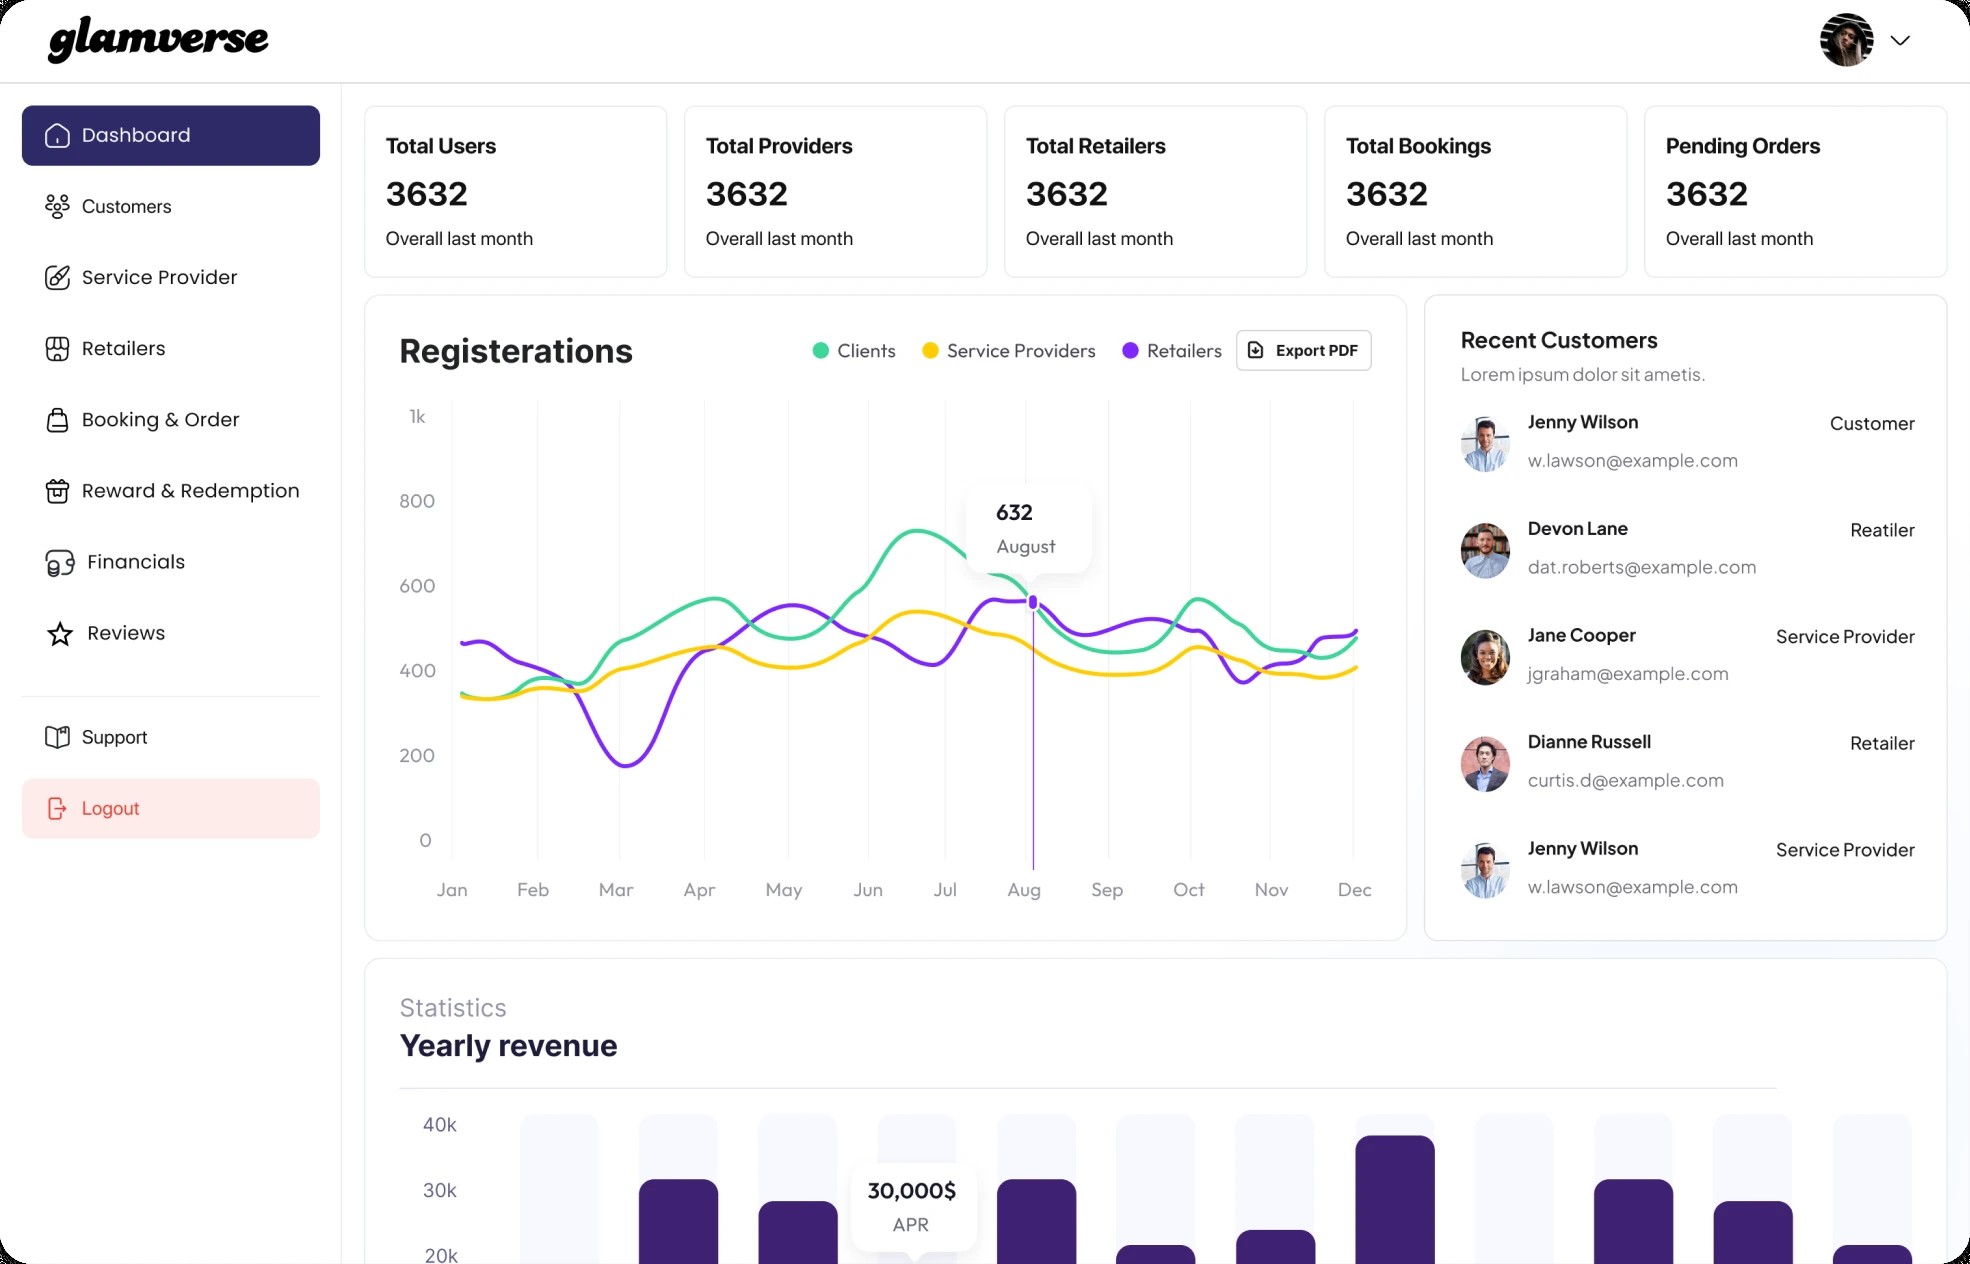 glamverse
Dashboard
Customers
Service Provider
Retailers
Booking & Order
Reward & Redemption
Financials
Reviews
Support
Logout
Total Users
3632
Overall last month
Total Providers
3632
Overall last month
Total Retailers
3632
Overall last month
Total Bookings
3632
Overall last month
Pending Orders
3632
Overall last month
Registerations
Clients
Service Providers
Retailers
Export PDF
1k
800
600
400
200
0
632
August
Jan Feb Mar Apr May Jun Jul Aug Sep Oct Nov Dec
Recent Customers
Lorem ipsum dolor sit ametis.
Jenny Wilson
Customer
w.lawson@example.com
Devon Lane
Reatiler
dat.roberts@example.com
Jane Cooper
Service Provider
jgraham@example.com
Dianne Russell
Retailer
curtis.d@example.com
Jenny Wilson
Service Provider
w.lawson@example.com
Statistics
Yearly revenue
40k
30k
20k
30,000$
APR